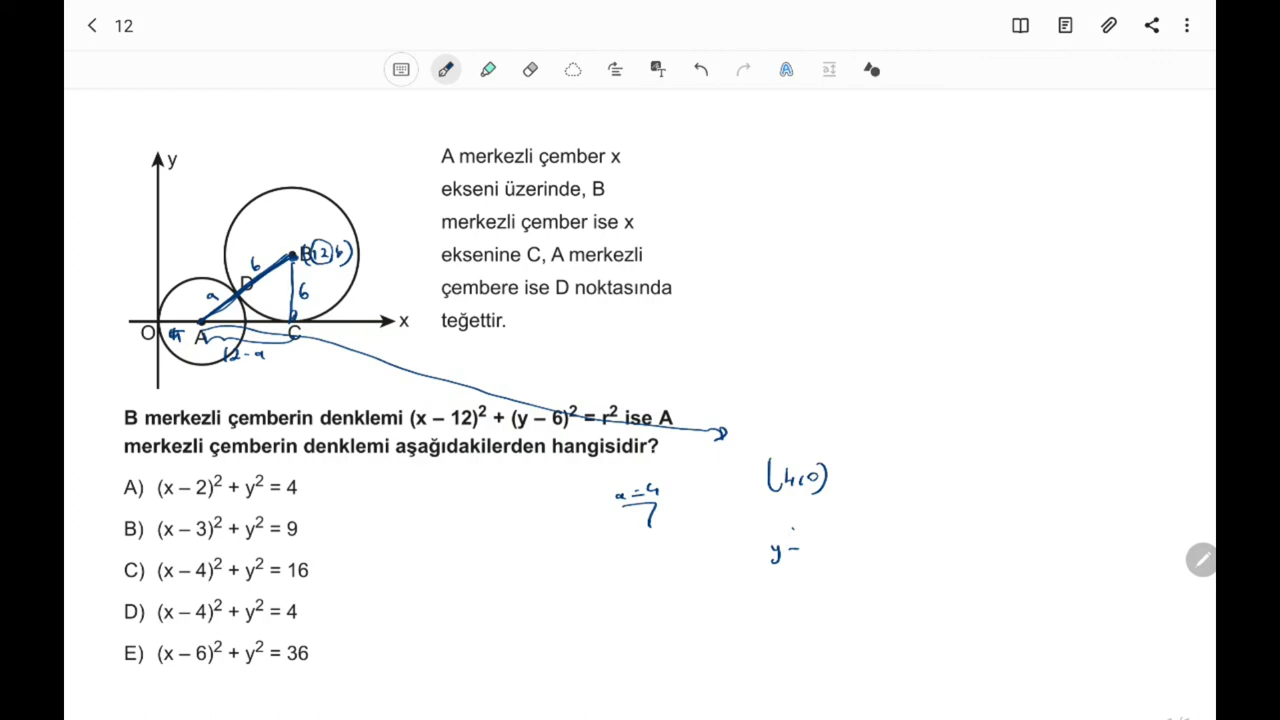 12
y
A merkezli çember x
ekseni üzerinde, B
merkezli çember ise x
eksenine C, A merkezli
çembere ise D noktasında
teğettir.
B (12, 6)
6
D
a
6
O
A
C
x
12-a
B merkezli çemberin denklemi (x – 12)² + (y – 6)² = r² ise A
merkezli çemberin denklemi aşağıdakilerden hangisidir?
A) (x – 2)² + y² = 4
B) (x – 3)² + y² = 9
C) (x – 4)² + y² = 16
D) (x – 4)² + y² = 4
E) (x – 6)² + y² = 36
a=4
(4,0)
y -